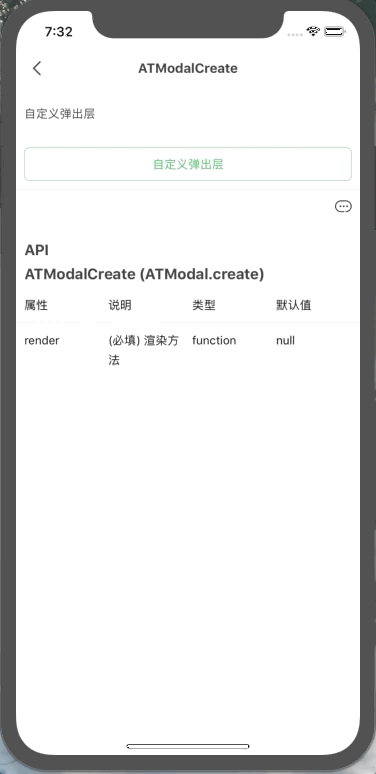 7:32
ATModalCreate
自定义弹出层
自定义弹出层
API
ATModalCreate (ATModal.create)
属性 说明 类型 默认值
render (必填) 渲染方 function null
法